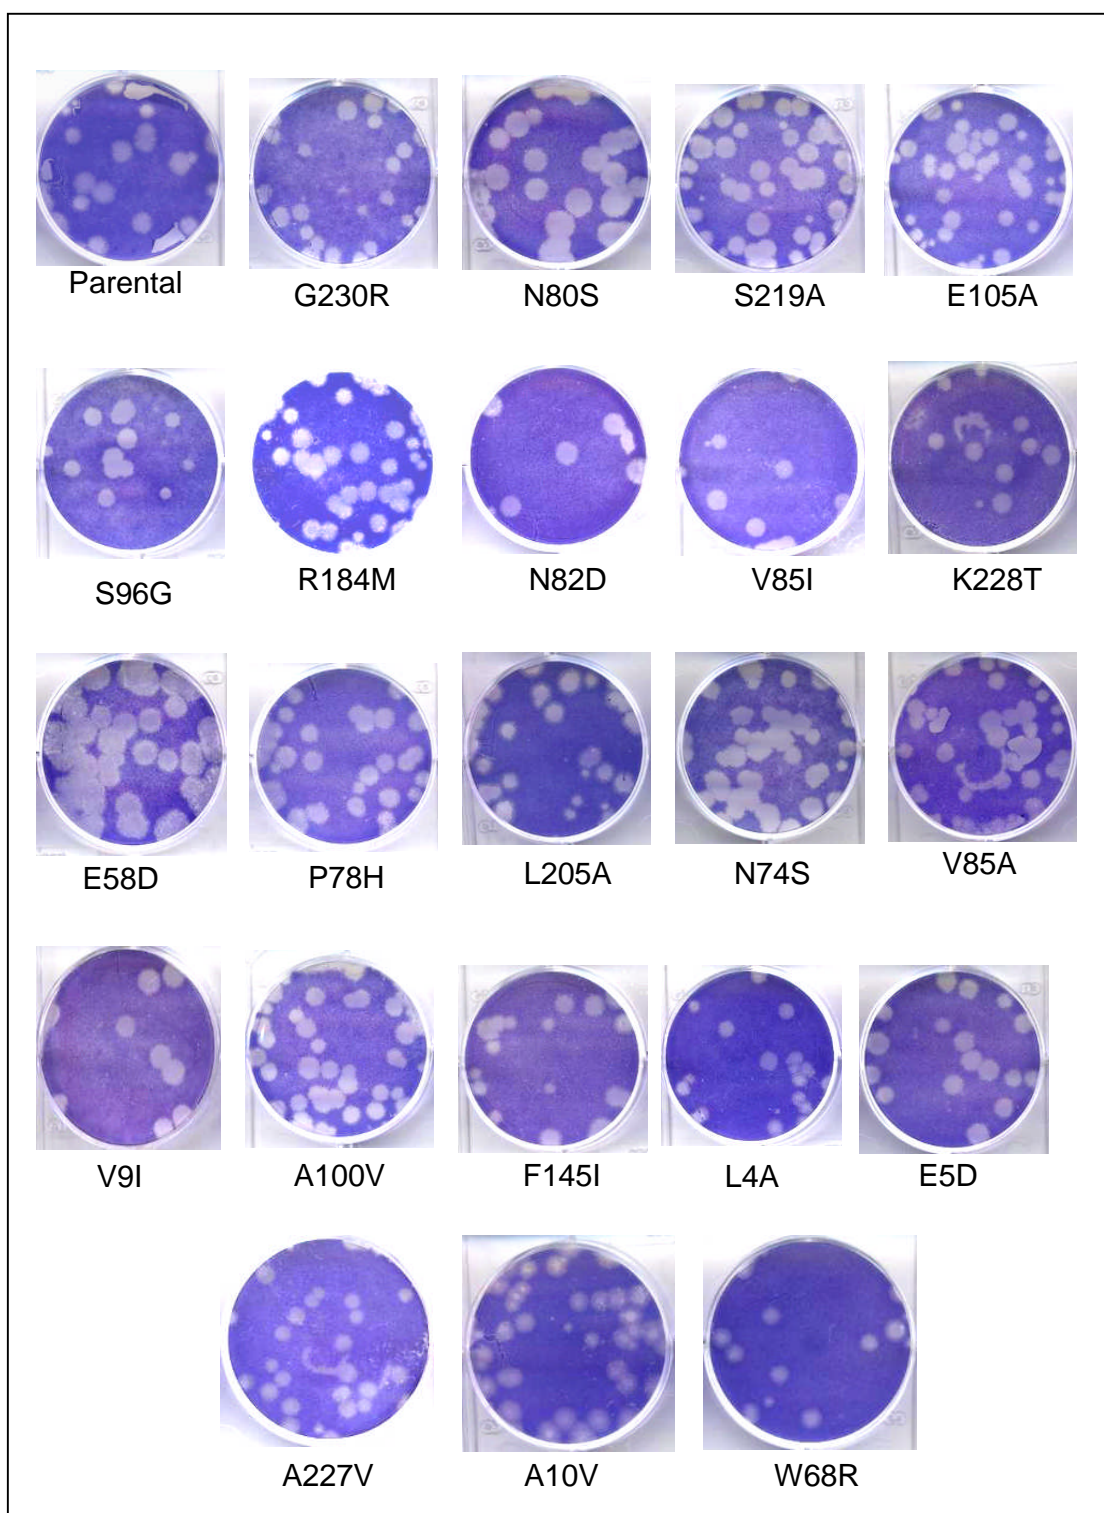 Parental
G230R
N80S
S219A
E105A
S96G
R184M
N82D
V85I
K228T
E58D
P78H
L205A
N74S
V85A
V9I
A100V
F145I
L4A
E5D
A227V
A10V
W68R